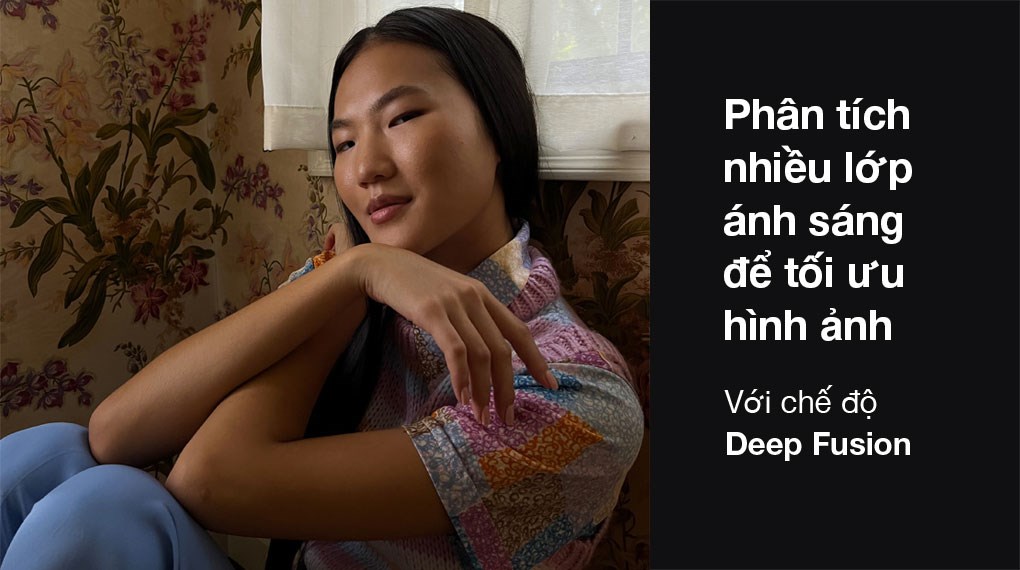 Phân tích
nhiều lớp
ánh sáng
để tối ưu
hình ảnh
Với chế độ
Deep Fusion